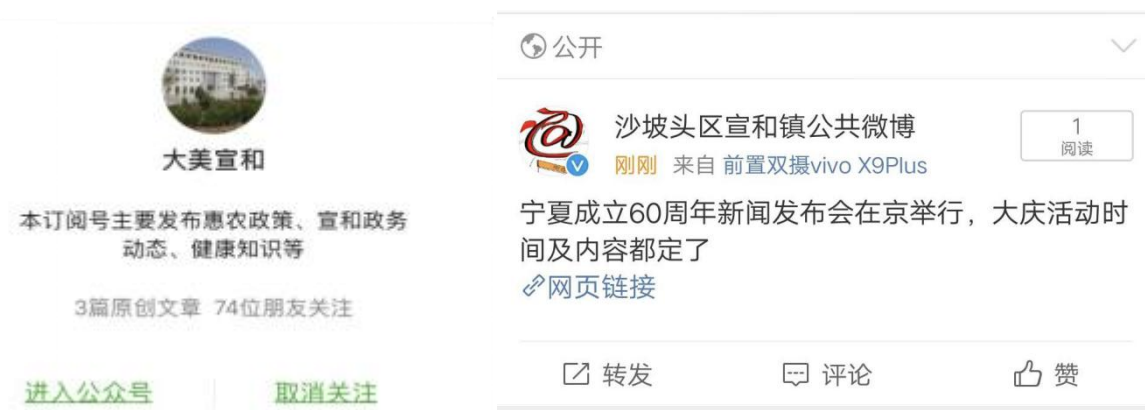 大美宣和
本订阅号主要发布惠农政策、宣和政务
动态、健康知识等
3篇原创文章 74位朋友关注
进入公众号 取消关注
公开
沙坡头区宣和镇公共微博
1
阅读
刚刚 来自 前置双摄vivo X9Plus
宁夏成立60周年新闻发布会在京举行，大庆活动时
间及内容都定了
网页链接
转发 评论 赞